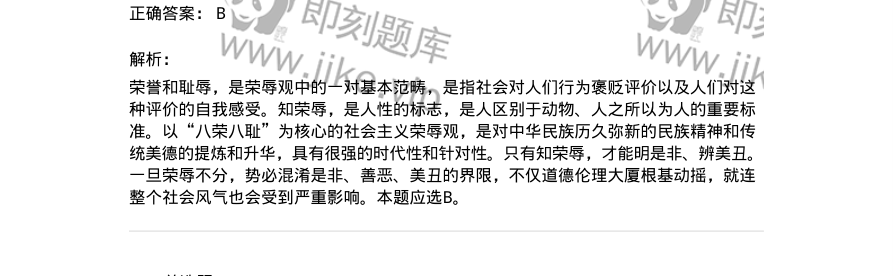 正确答案： B
即刻题库
www.jike.vip
即
www.jike
解析：
荣誉和耻辱，是荣辱观中的一对基本范畴，是指社会对人们行为褒贬评价以及人们对这
种评价的自我感受。知荣辱，是人性的标志，是人区别于动物、人之所以为人的重要标
准。以“八荣八耻”为核心的社会主义荣辱观，是对中华民族历久弥新的民族精神和传
统美德的提炼和升华，具有很强的时代性和针对性。只有知荣辱，才能明是非、辨美丑。
一旦荣辱不分，势必混淆是非、善恶、美丑的界限，不仅道德伦理大厦根基动摇，就连
整个社会风气也会受到严重影响。本题应选B。